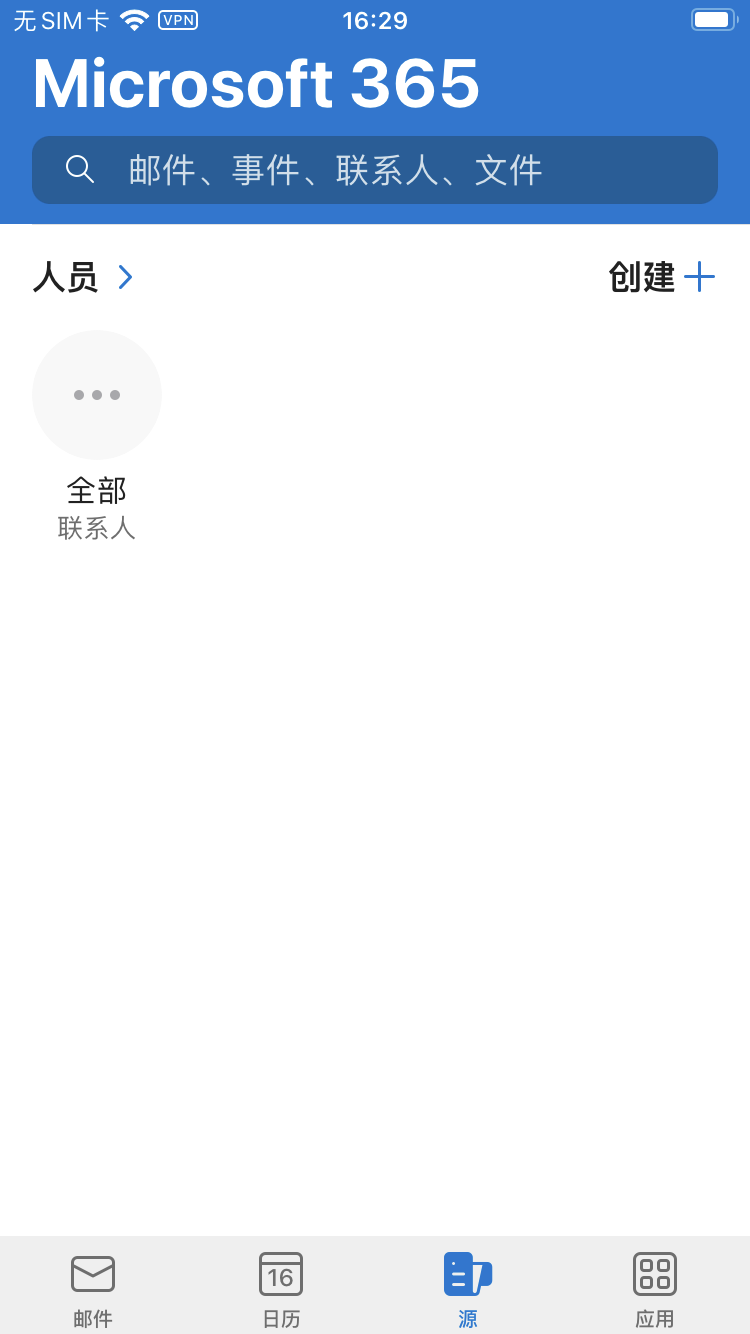 无SIM卡 VPN 16:29
Microsoft 365
邮件、事件、联系人、文件
人员 创建
全部
联系人
16
邮件 日历 源 应用